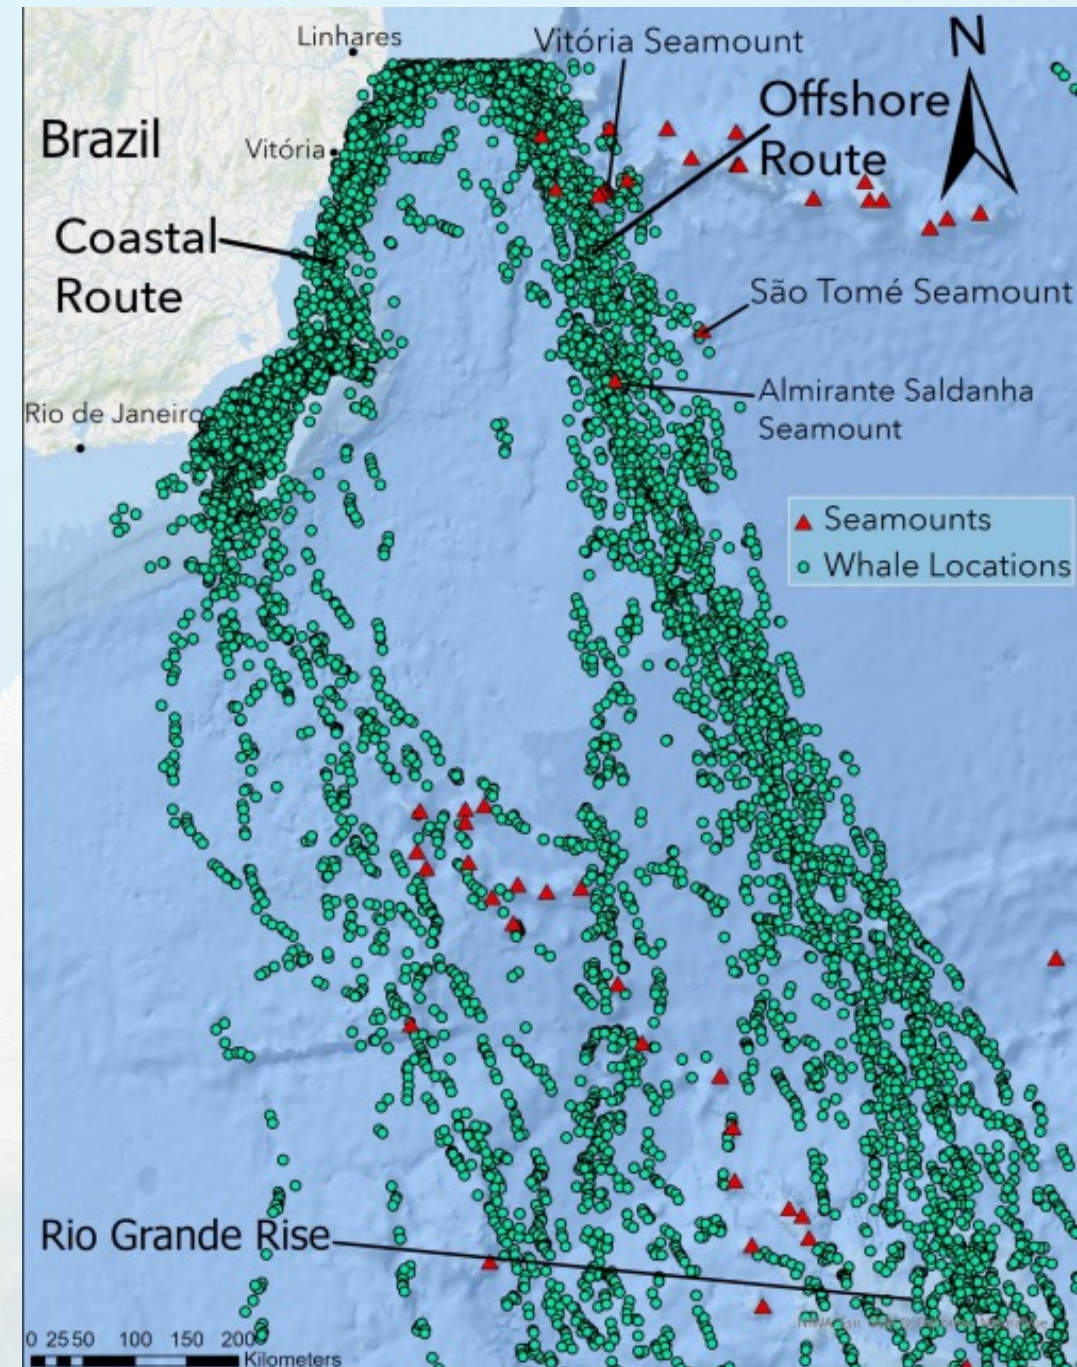 Linhares
Vitória Seamount
N
Offshore
Route
Brazil
Vitória
Coastal
Route
São Tomé Seamount
Almirante Saldanha
Seamount
Rio de Janeiro
Seamounts
Whale Locations
Rio Grande Rise
0 25 50 100 150 200
Kilometers